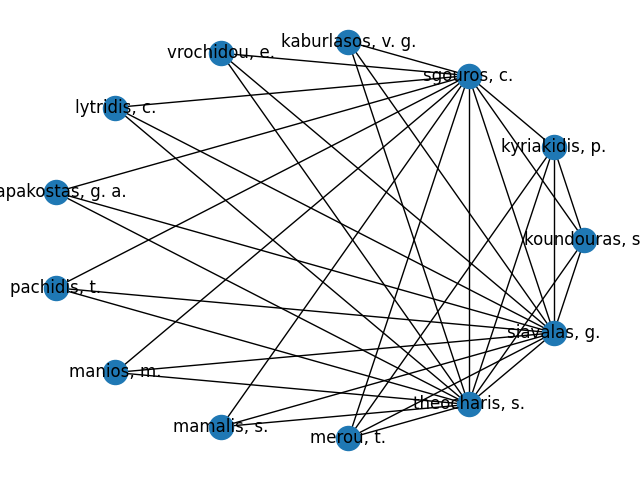 kaburlasos, v. g.
vrochidou, e.
sgouros, c.
lytridis, c.
kyriakidis, p.
apakostas, g. a.
koundouras, s
pachidis, t.
siavalas, g.
manios, m.
theocharis, s.
mamalis, s.
merou, t.